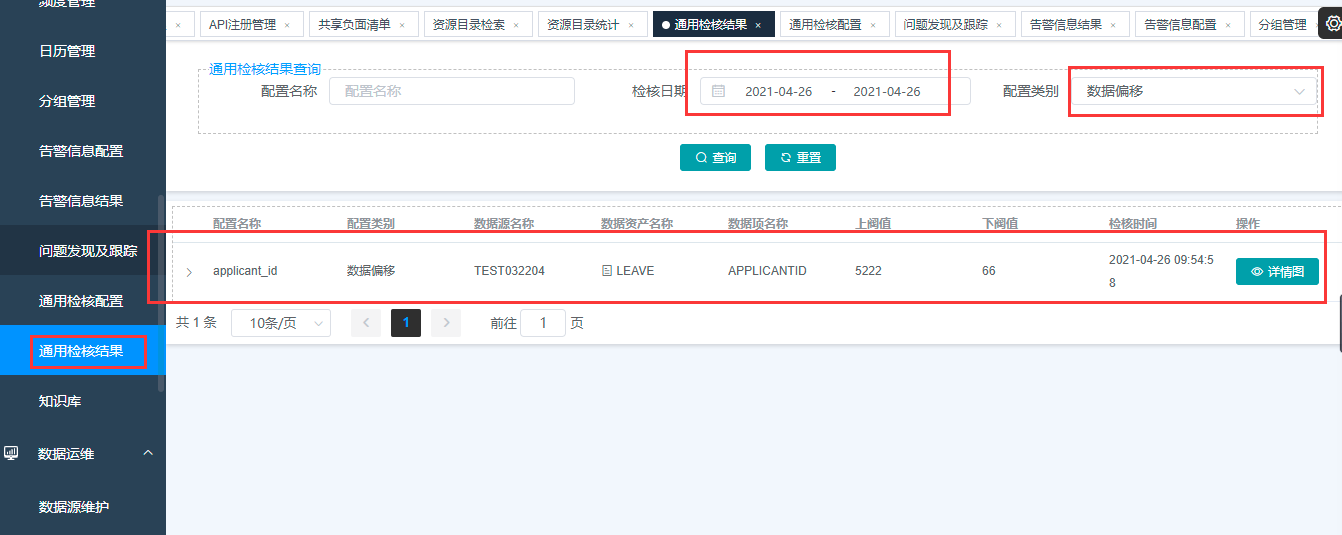 频度管理
日历管理
分组管理
告警信息配置
告警信息结果
问题发现及跟踪
通用检核配置
通用检核结果
知识库
数据运维
数据源维护
API注册管理 × 共享负面清单 × 资源目录检索 × 资源目录统计 × 通用检核结果 × 通用检核配置 × 问题发现及跟踪 × 告警信息结果 × 告警信息配置 × 分组管理
通用检核结果查询
配置名称 配置名称 检核日期 2021-04-26 - 2021-04-26 配置类别 数据偏移
查询 重置
配置名称 配置类别 数据源名称 数据资产名称 数据项名称 上阀值 下阀值 检核时间 操作
applicant_id 数据偏移 TEST032204 LEAVE APPLICANTID 5222 66 2021-04-26 09:54:5
8 详情图
共 1 条 10条/页 1 前往 1 页